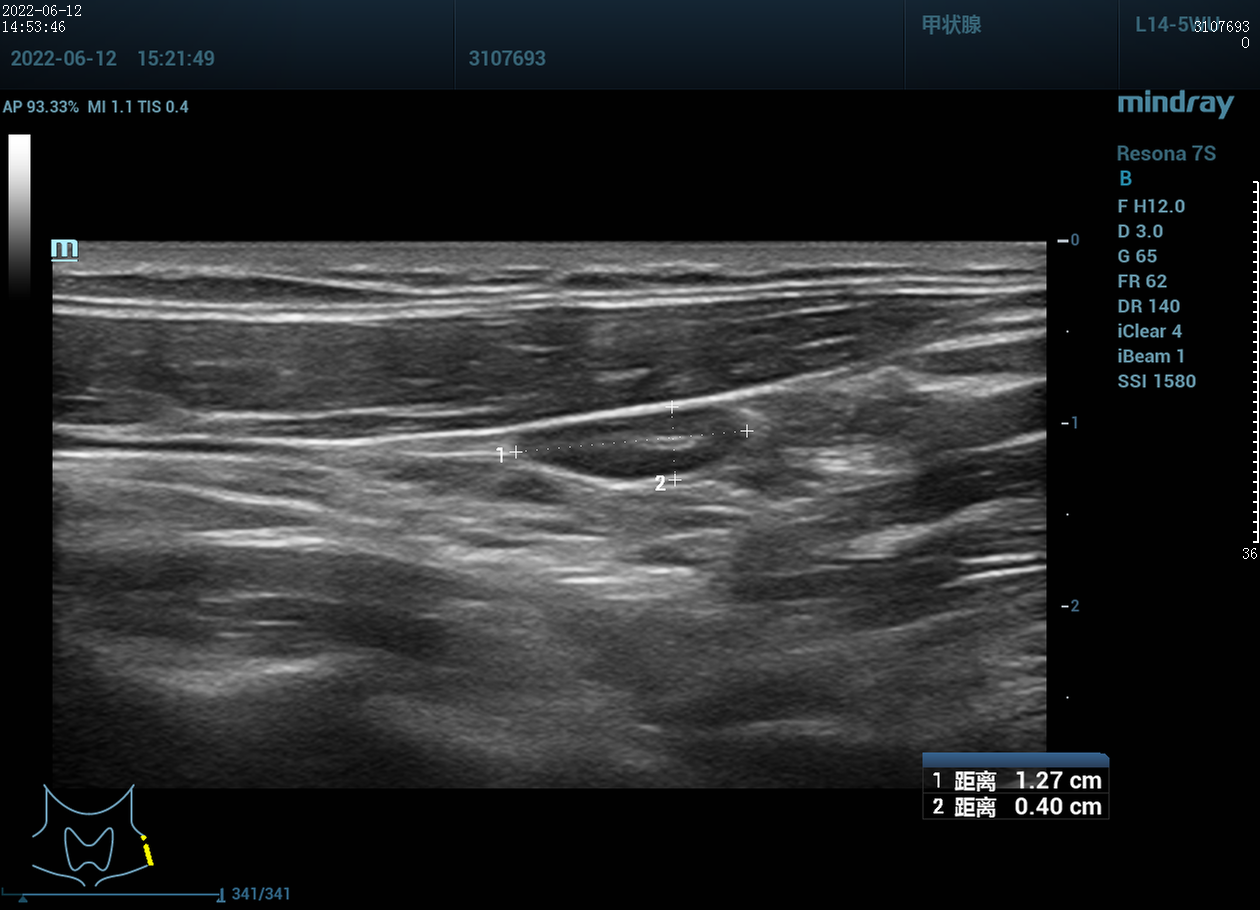 2022-06-12
14:53:46
甲状腺
3107693
0
2022-06-12 15:21:49
3107693
AP 93.33% MI 1.1 TIS 0.4
mindray
Resona 7S
B
F H12.0
D 3.0
G 65
FR 62
DR 140
iClear 4
iBeam 1
SSI 1580
m
0
1
2
1
2
36
1 距离 1.27 cm
2 距离 0.40 cm
341/341